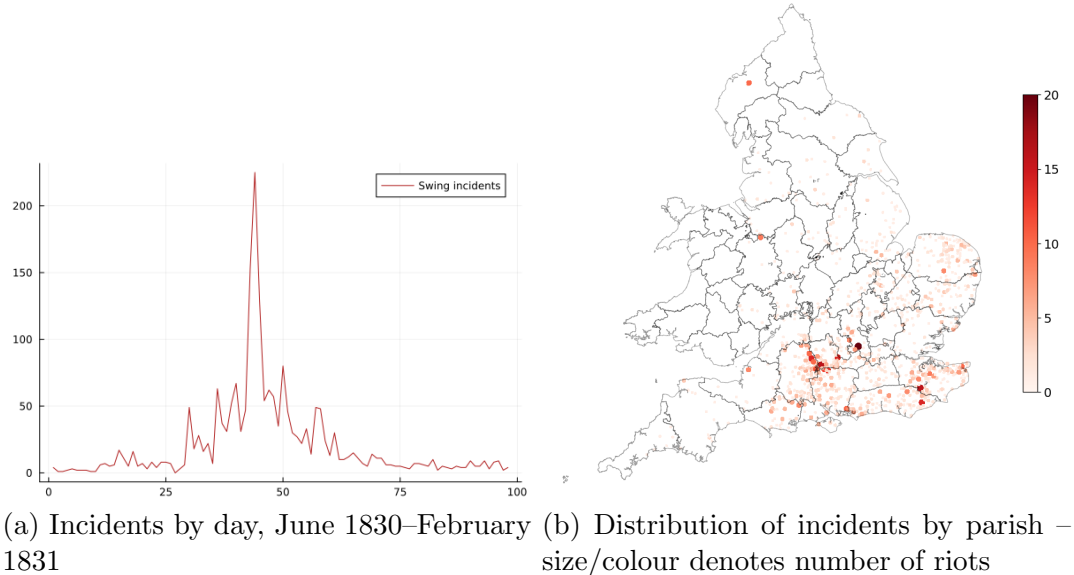 Swing incidents
200
150
100
50
0
0 25 50 75 100
20
15
10
5
0
(a) Incidents by day, June 1830–February
1831
(b) Distribution of incidents by parish –
size/colour denotes number of riots